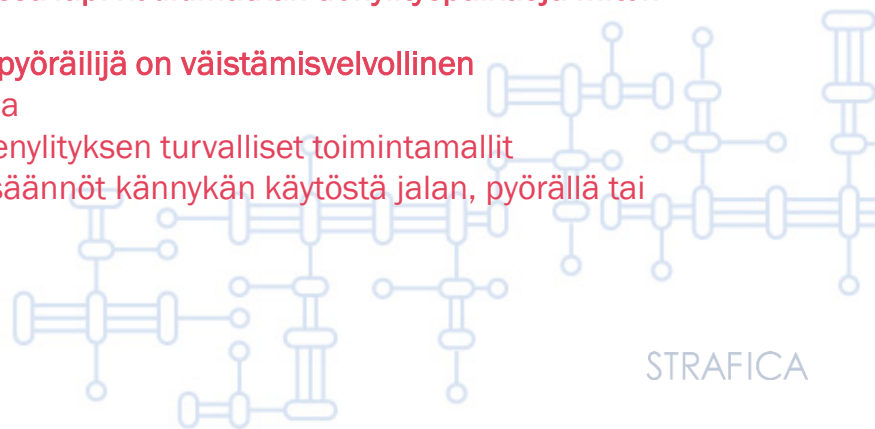 pyöräilijä on väistämisvelvollinen
a
enylityksen turvalliset toimintamallit
säännöt kännykän käytöstä jalan, pyörällä tai
STRAFICA